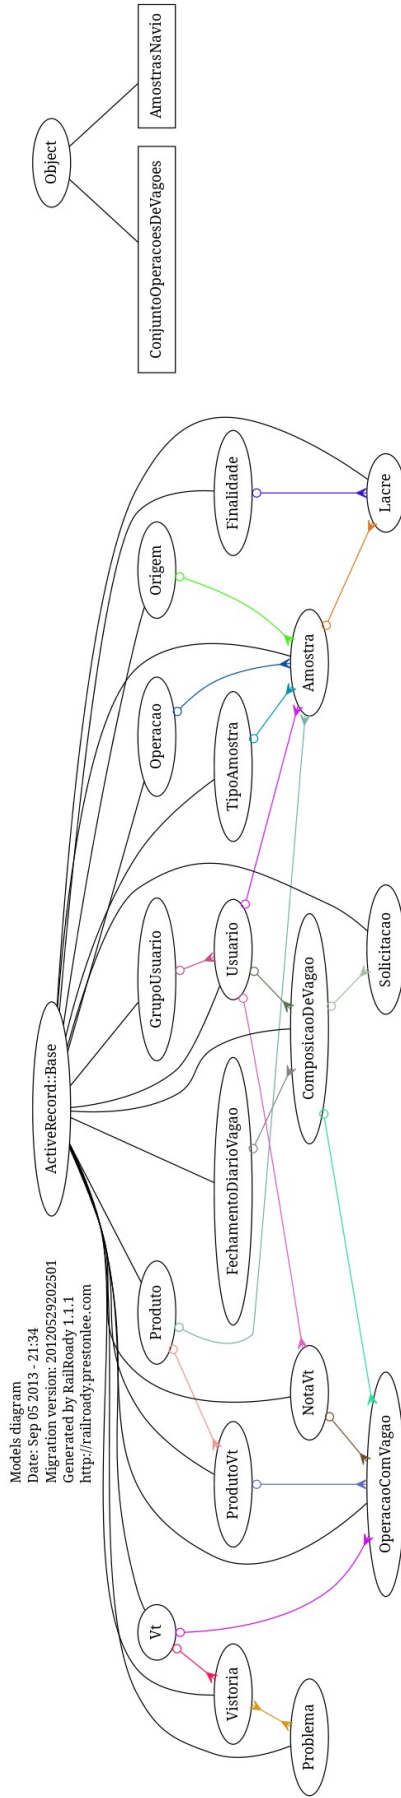 Models diagram
Date: Sep 05 2013 - 21:34
Migration version: 20120529202501
Generated by RailRoady 1.1.1
http://railroady.prestonlee.com
ActiveRecord::Base
Object
Vt
Produto
GrupoUsuario
Operacao
Origem
ConjuntoOperacoesDeVagoes
AmostrasNavio
Vistoria
ProdutoVt
FechamentoDiarioVagao
Usuario
TipoAmostra
Finalidade
Problema
NotaVt
ComposicaoDeVagao
Amostra
OperacaoComVagao
Solicitacao
Lacre